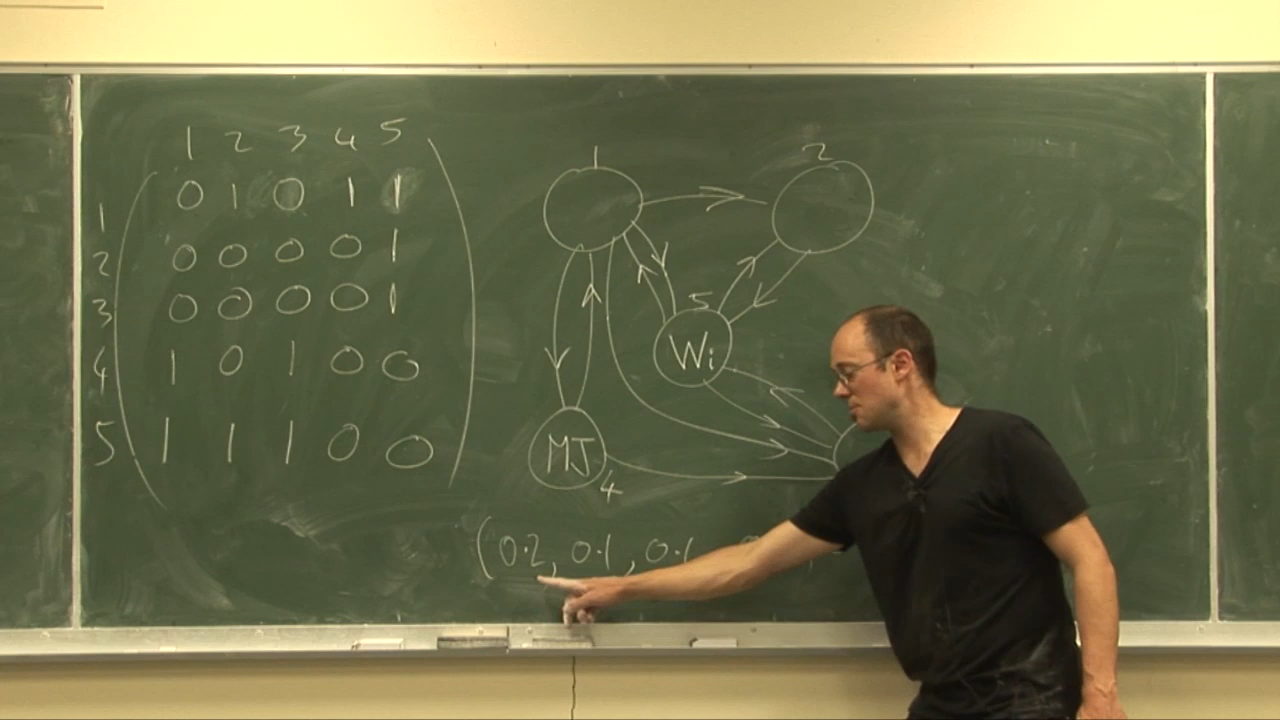 1 2 3 4 5
1 0 1 0 1 1
2 0 0 0 0 1
3 0 0 0 0 1
4 1 0 1 0 0
5 1 1 1 0 0
1
2
5
Wi
MJ
4
(0.2, 0.1, 0.1